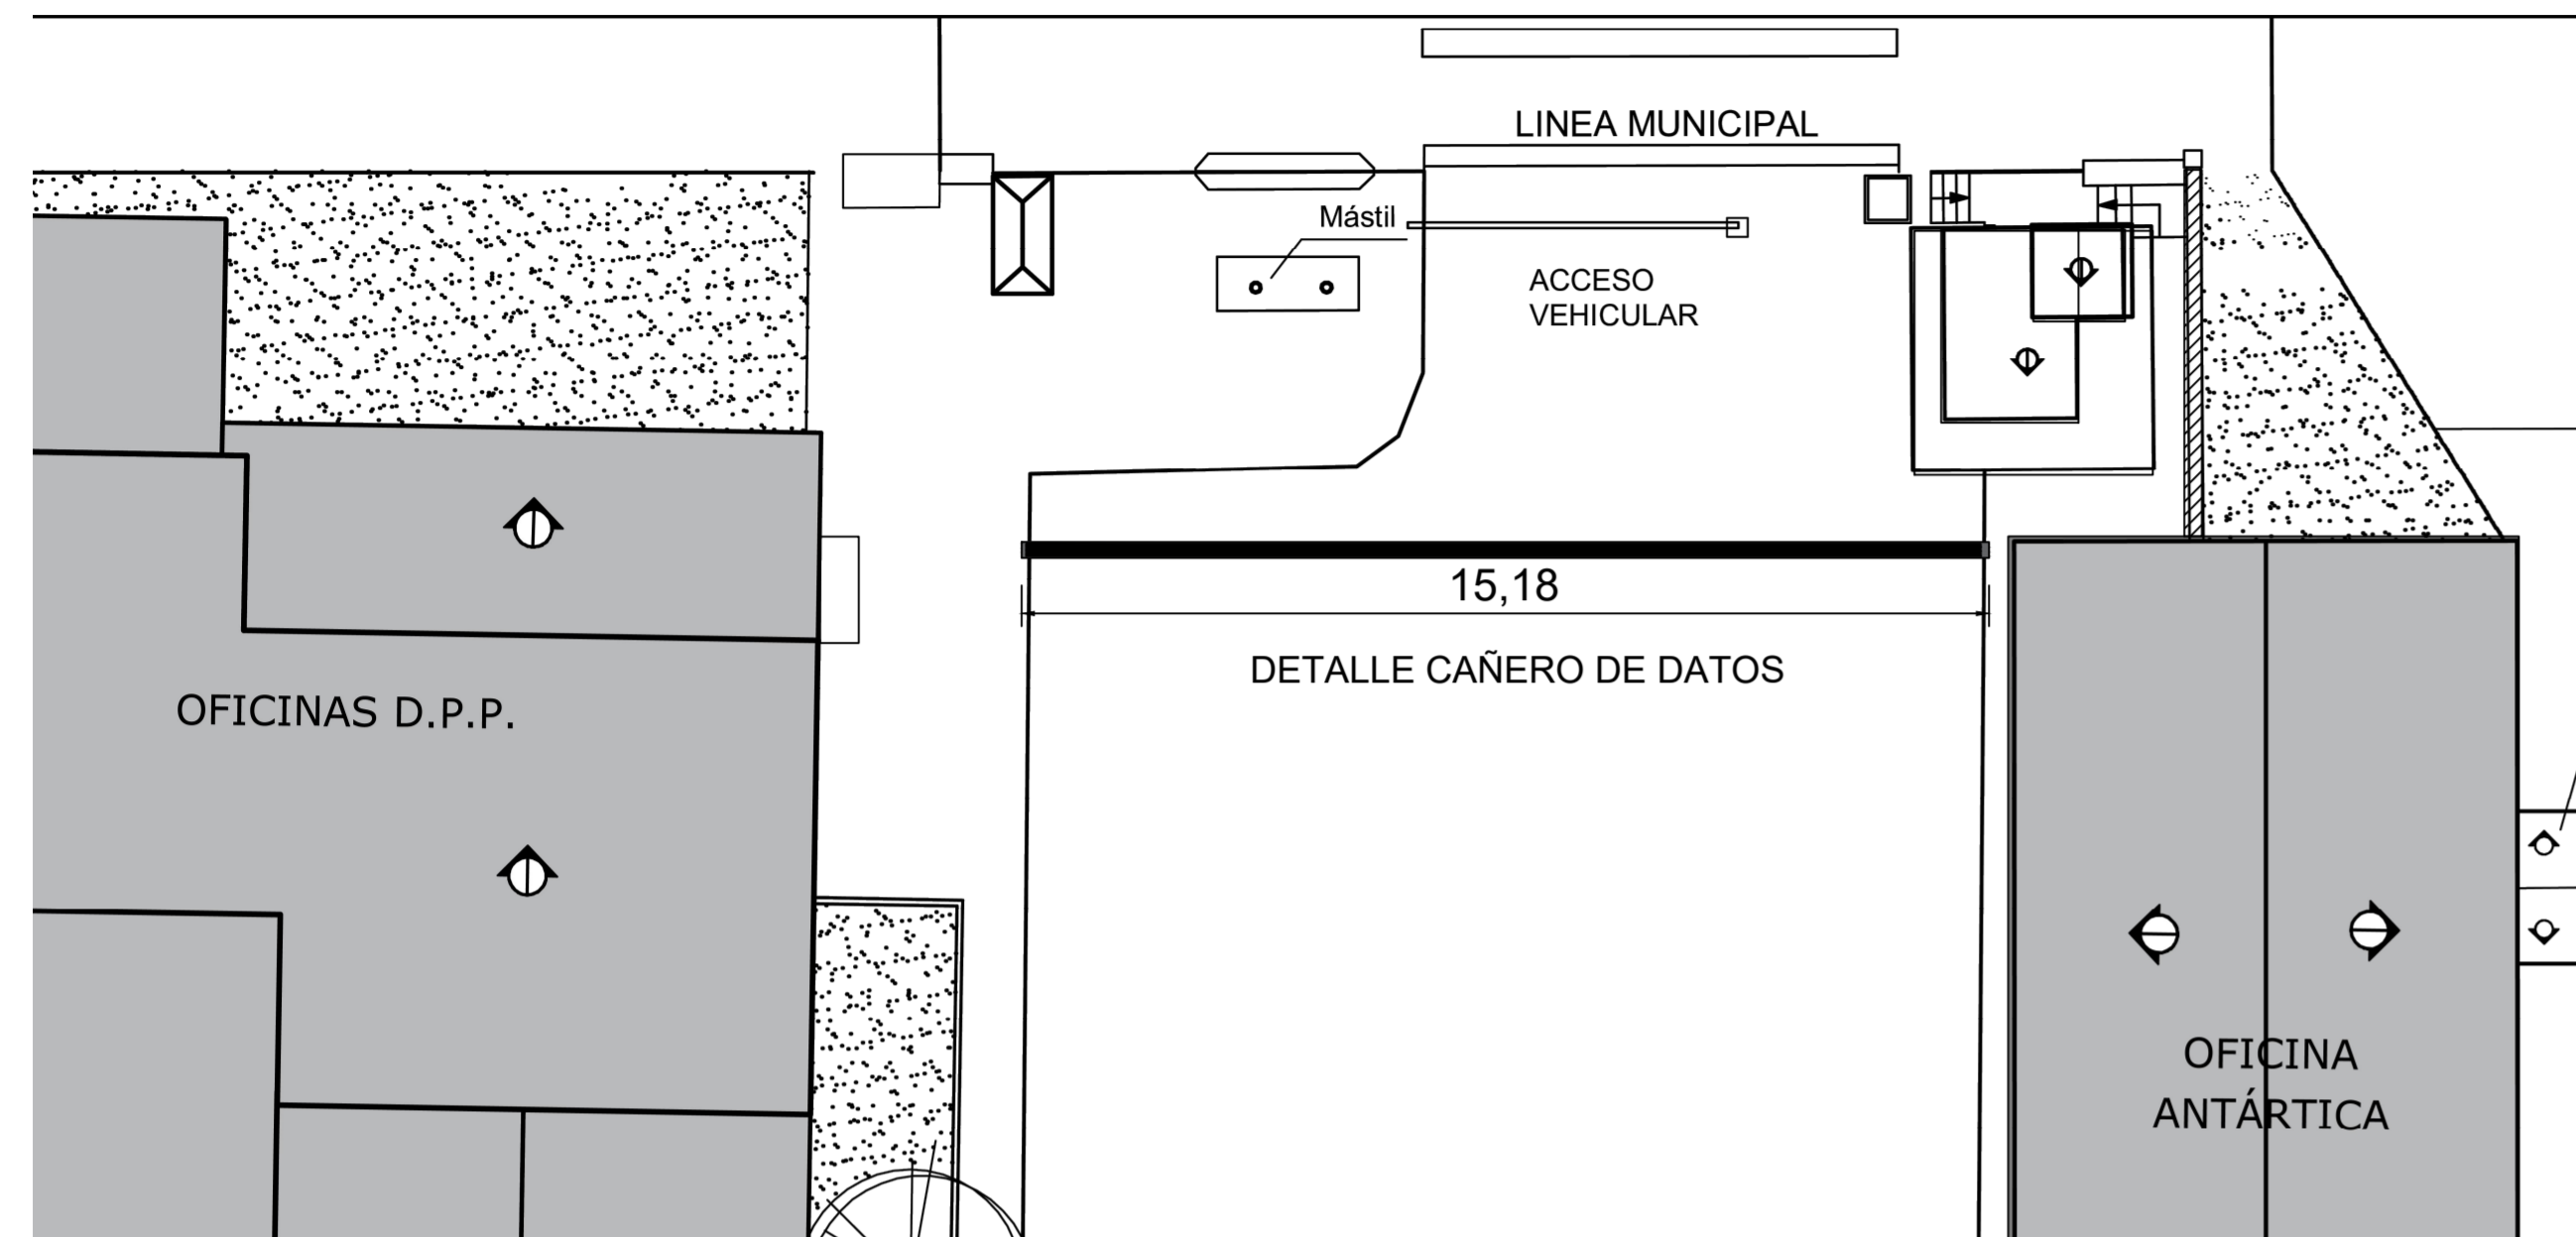 LINEA MUNICIPAL
Mástil
ACCESO
VEHICULAR
15,18
DETALLE CAÑERO DE DATOS
OFICINAS D.P.P.
OFICINA
ANTÁRTICA